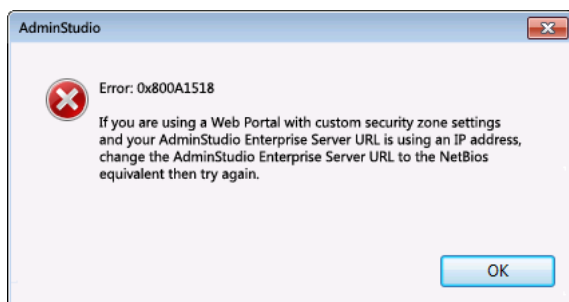 AdminStudio
Error: 0x800A1518
If you are using a Web Portal with custom security zone settings
and your AdminStudio Enterprise Server URL is using an IP address,
change the AdminStudio Enterprise Server URL to the NetBios
equivalent then try again.
OK